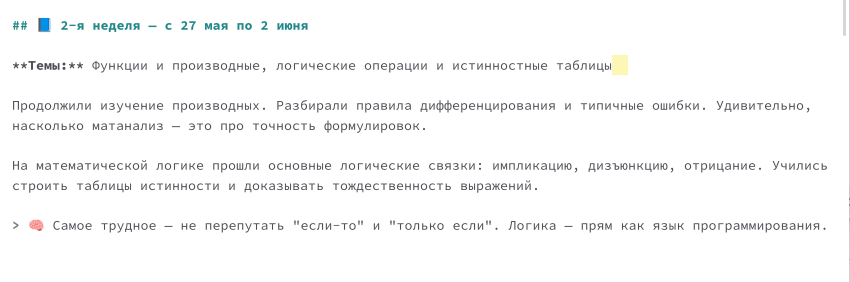 ## 📘 2-я неделя — с 27 мая по 2 июня
**Темы:** Функции и производные, логические операции и истинностные таблицы
Продолжили изучение производных. Разбирали правила дифференцирования и типичные ошибки. Удивительно,
насколько матанализ — это про точность формулировок.
На математической логике прошли основные логические связки: импликацию, дизъюнкцию, отрицание. Учились
строить таблицы истинности и доказывать тождественность выражений.
> 🧠 Самое трудное — не перепутать "если-то" и "только если". Логика — прям как язык программирования.